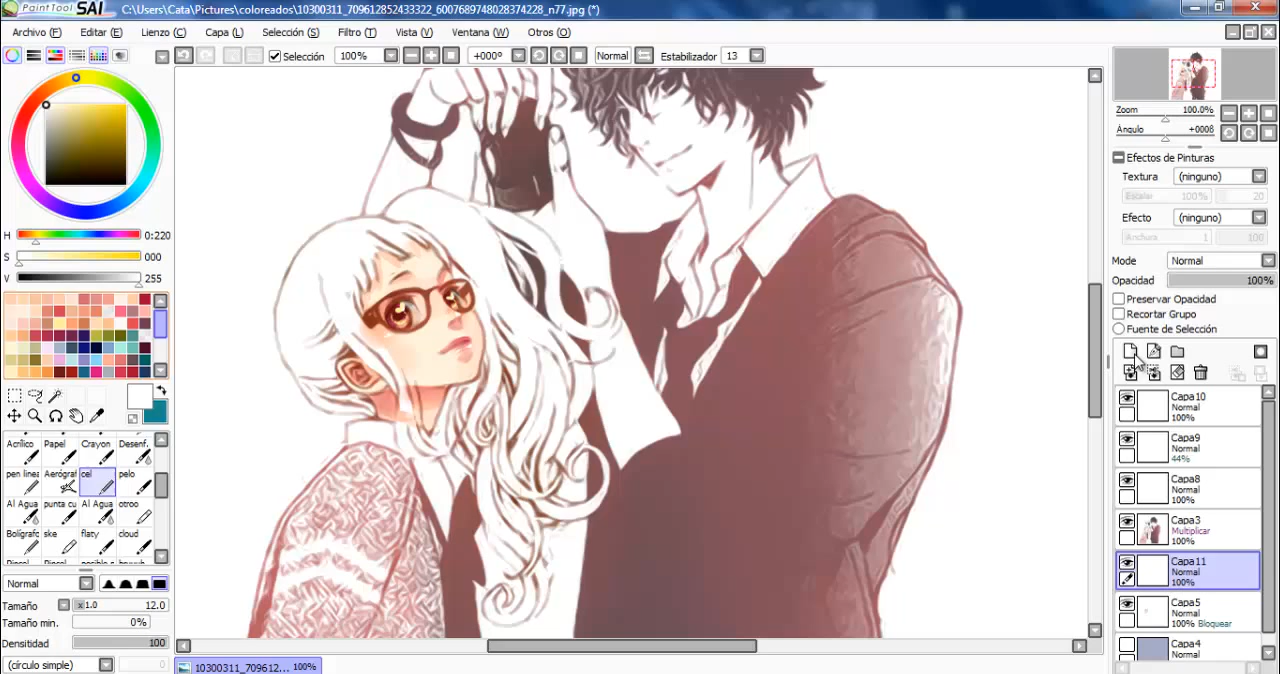 PaintTool SAI C:\Users\Cata\Pictures\coloreados\10300311_709612852433322_6007689748028374228_n77.jpg (*)
Archivo (F) Editar (E) Lienzo (C) Capa (L) Selección (S) Filtro (T) Vista (V) Ventana (W) Otros (O)
Selección 100% +000º Normal Estabilizador 13
Zoom 100.0%
Ángulo +000ß
Efectos de Pinturas
Textura (ninguno)
Escalar 100% 20
Efecto (ninguno)
Anchura 1 100
Modo Normal
Opacidad 100%
Preservar Opacidad
Recortar Grupo
Fuente de Selección
H 0:220
S 000
V 255
Acrílico Papel Crayon Desenf.
pen linea Aerógraf cel pelo
Al Agua punta cu Al Agua otroo
Bolígrafo ske flaty cloud
Normal
Tamaño x1.0 12.0
Tamaño min. 0%
Densitidad 100
(círculo simple) 0
Capa10
Normal
100%
Capa9
Normal
44%
Capa8
Normal
100%
Capa3
Multiplicar
100%
Capa11
Normal
100%
Capa5
Normal
100% Bloquear
Capa4
Normal
10300311_709612... 100%